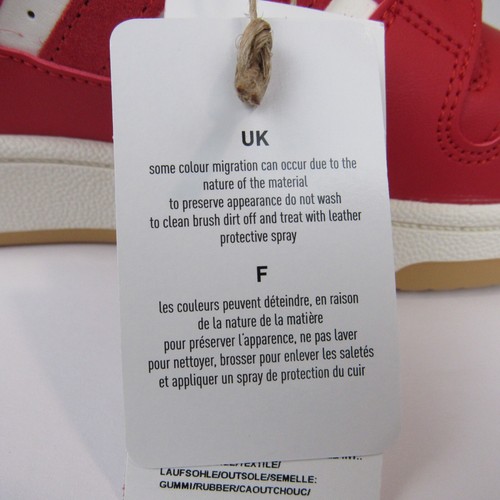 UK
some colour migration can occur due to the
nature of the material
to preserve appearance do not wash
to clean brush dirt off and treat with leather
protective spray
F
les couleurs peuvent déteindre, en raison
de la nature de la matière
pour préserver l'apparence, ne pas laver
pour nettoyer, brosser pour enlever les saletés
et appliquer un spray de protection du cuir
LAUFSOHLE/OUTSOLE/SEMELLE:
GUMMI/RUBBER/CAOUTCHOUC/